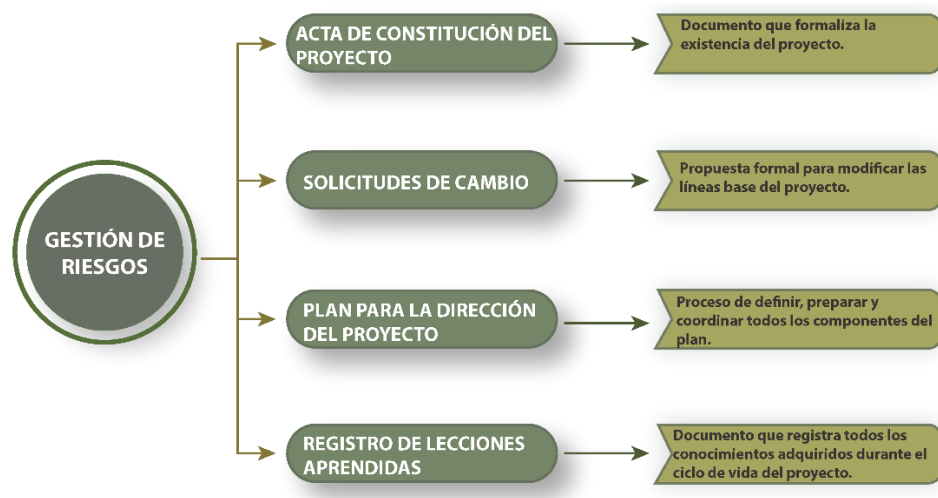 GESTIÓN DE
RIESGOS
ACTA DE CONSTITUCIÓN DEL
PROYECTO
Documento que formaliza la
existencia del proyecto.
SOLICITUDES DE CAMBIO
Propuesta formal para modificar las
líneas base del proyecto.
PLAN PARA LA DIRECCIÓN
DEL PROYECTO
Proceso de definir, preparar y
coordinar todos los componentes del
plan.
REGISTRO DE LECCIONES
APRENDIDAS
Documento que registra todos los
conocimientos adquiridos durante el
ciclo de vida del proyecto.